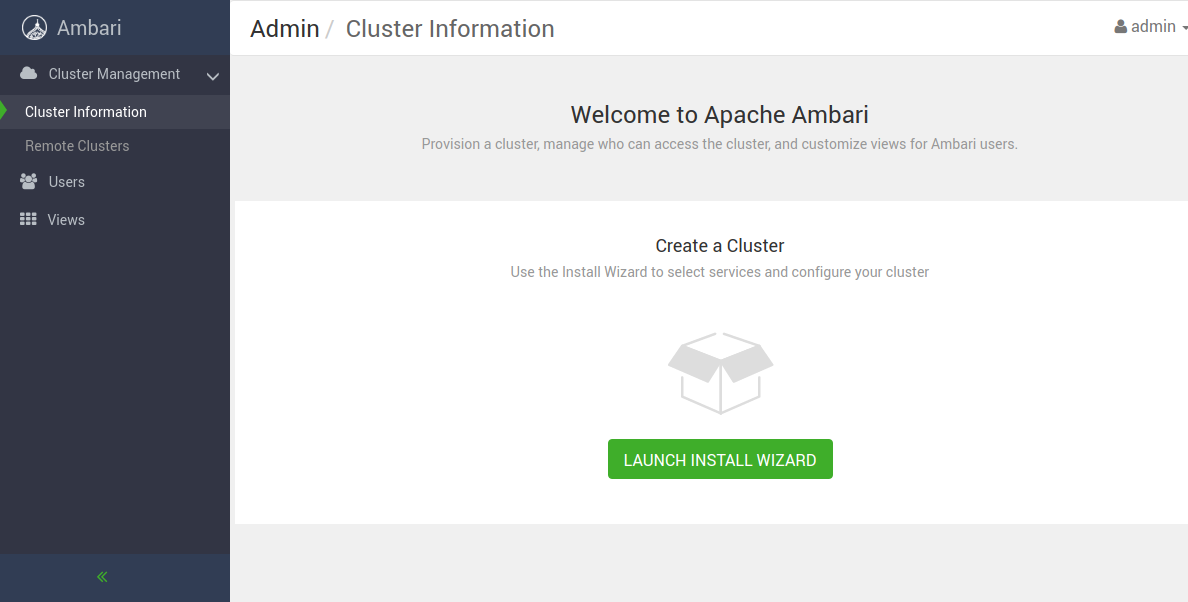 Ambari
Admin / Cluster Information
admin
Cluster Management
Cluster Information
Remote Clusters
Users
Views
Welcome to Apache Ambari
Provision a cluster, manage who can access the cluster, and customize views for Ambari users.
Create a Cluster
Use the Install Wizard to select services and configure your cluster
LAUNCH INSTALL WIZARD